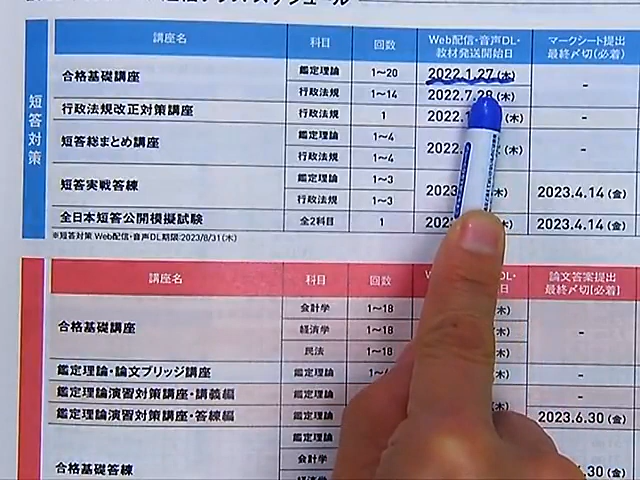 スケジュール
講座名 科目 回数 Web配信・音声DL・教材発送開始日 マークシート提出最終〆切(必着)
短答対策
合格基礎講座 鑑定理論 1～20 2022.1.27(木) -
行政法規 1～14 2022.7.28(木)
行政法規改正対策講座 行政法規 1 2022.1 (木) -
短答総まとめ講座 鑑定理論 1～4 2022. (木) -
行政法規 1～4
短答実戦答練 鑑定理論 1～3 2023 木) 2023.4.14(金)
行政法規 1～3
全日本短答公開模擬試験 全2科目 1 202 木) 2023.4.14(金)
※短答対策 Web配信・音声DL期限:2023/8/31(木)
講座名 科目 回数 DL・ 論文答案提出最終〆切(必着)
合格基礎講座 会計学 1～18 木) -
経済学 1～18 木)
民法 1～18 木)
鑑定理論・論文ブリッジ講座 鑑定理論 木) -
鑑定理論演習対策講座・講義編 鑑定理論 -
鑑定理論演習対策講座・答練編 鑑定理論 (木) 2023.6.30(金)
鑑定理論
合格基礎答練 会計学 .30(金)